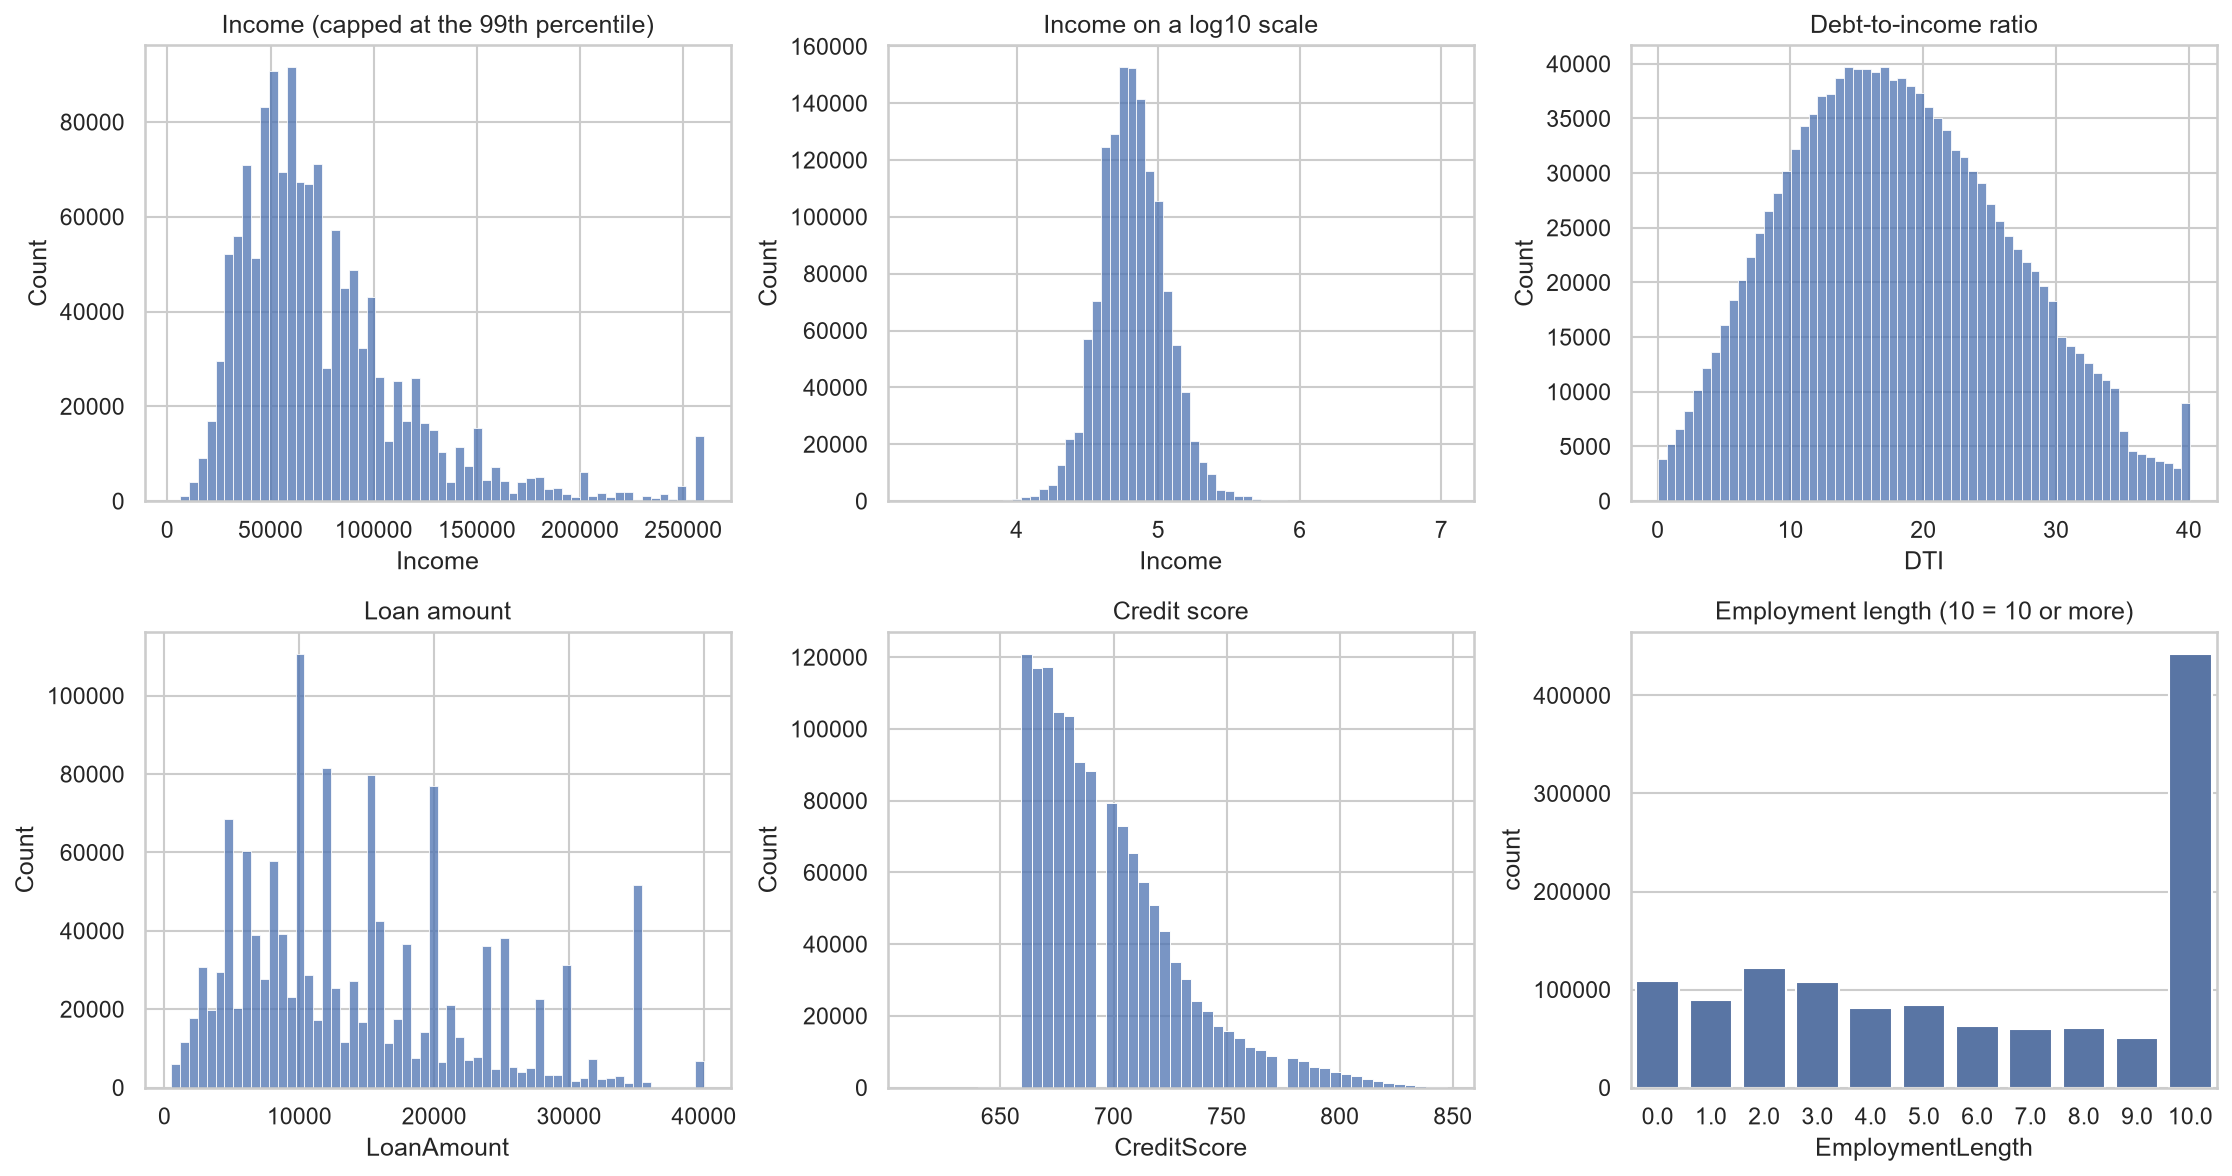 Income (capped at the 99th percentile)
Count
80000
60000
40000
20000
0
0 50000 100000 150000 200000 250000
Income
Income on a log10 scale
Count
160000
140000
120000
100000
80000
60000
40000
20000
0
4 5 6 7
Income
Debt-to-income ratio
Count
40000
35000
30000
25000
20000
15000
10000
5000
0
0 10 20 30 40
DTI
Loan amount
Count
100000
80000
60000
40000
20000
0
0 10000 20000 30000 40000
LoanAmount
Credit score
Count
120000
100000
80000
60000
40000
20000
0
650 700 750 800 850
CreditScore
Employment length (10 = 10 or more)
count
400000
300000
200000
100000
0
0.0 1.0 2.0 3.0 4.0 5.0 6.0 7.0 8.0 9.0 10.0
EmploymentLength